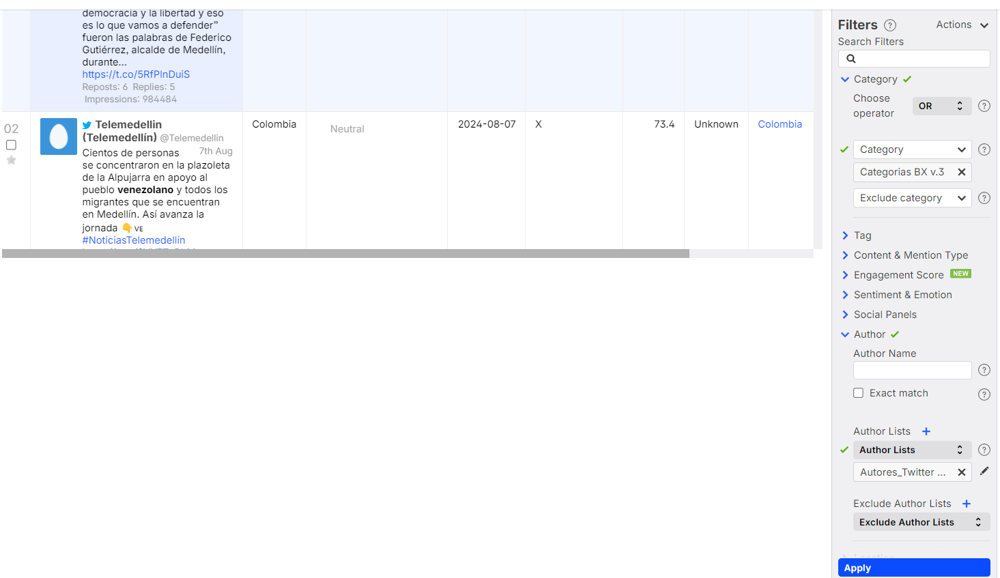 democracia y la libertad y eso
es lo que vamos a defender”
fueron las palabras de Federico
Gutiérrez, alcalde de Medellín,
durante...
https://t.co/5RfPlnDuiS
Reposts: 6 Replies: 5
Impressions: 984484
02
Telemedellin
(Telemedellín) @Telemedellin
7th Aug
Cientos de personas
se concentraron en la plazoleta
de la Alpujarra en apoyo al
pueblo venezolano y todos los
migrantes que se encuentran
en Medellín. Así avanza la
jornada 👇 VE
#NoticiasTelemedellín
Colombia
Neutral
2024-08-07
X
73.4
Unknown
Colombia
Filters ?
Actions
Search Filters
Category
Choose
operator
OR
?
Category
?
Categorias BX v.3
Exclude category
?
Tag
Content & Mention Type
Engagement Score NEW
Sentiment & Emotion
Social Panels
Author
Author Name
?
Exact match
?
Author Lists +
Author Lists
?
Autores_Twitter ...
Exclude Author Lists +
Exclude Author Lists
Location
Apply